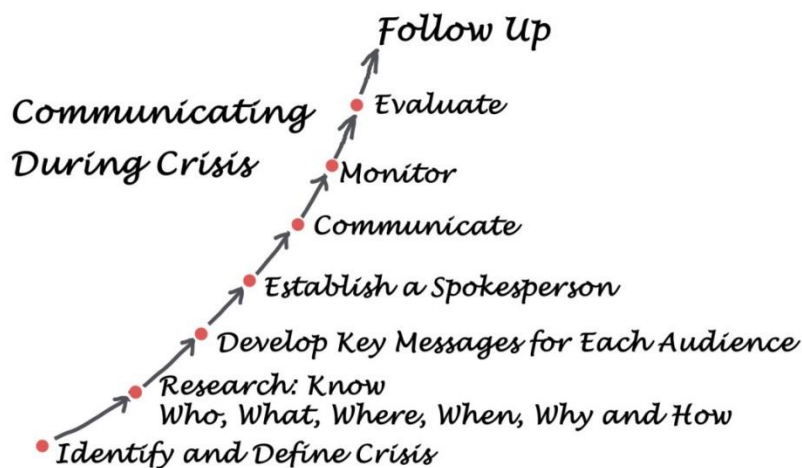 Follow Up
Communicating
During Crisis
Evaluate
Monitor
Communicate
Establish a Spokesperson
Develop Key Messages for Each Audience
Research: Know
Who, What, Where, When, Why and How
Identify and Define Crisis